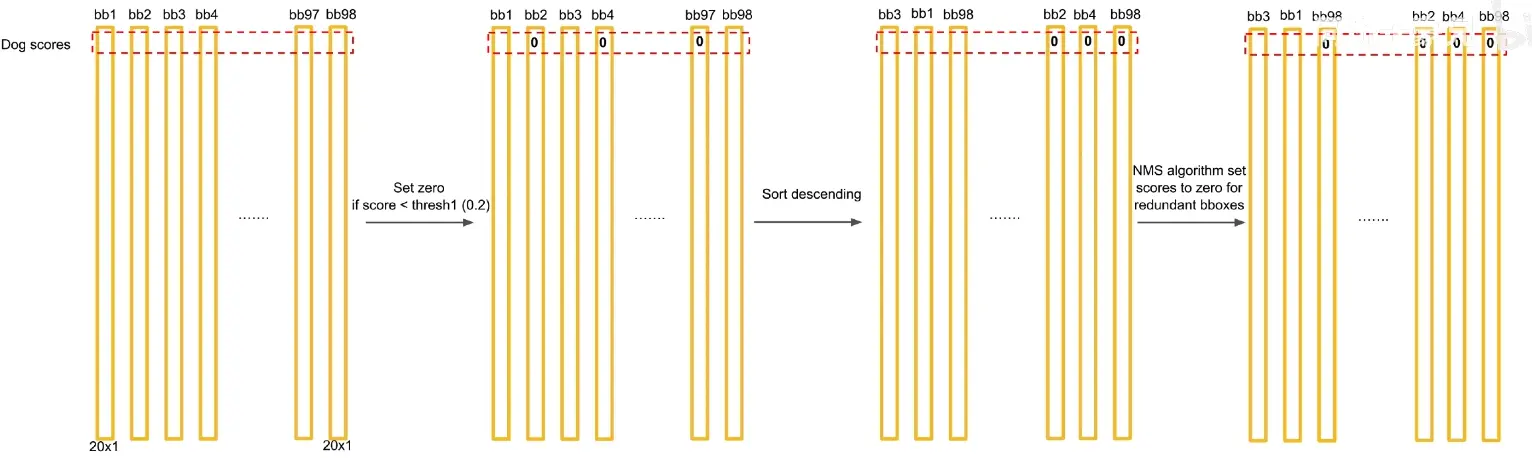 bb1 bb2 bb3 bb4 bb97 bb98
Dog scores
bb1 bb2 bb3 bb4 bb97 bb98
0 0 0
bb3 bb1 bb98 bb2 bb4 bb98
0 0 0
bb3 bb1 bb98 bb2 bb4 bb98
0 0 0 0
.......
Set zero
if score < thresh1 (0.2)
.......
Sort descending
.......
NMS algorithm set
scores to zero for
redundant bboxes
.......
20x1 20x1